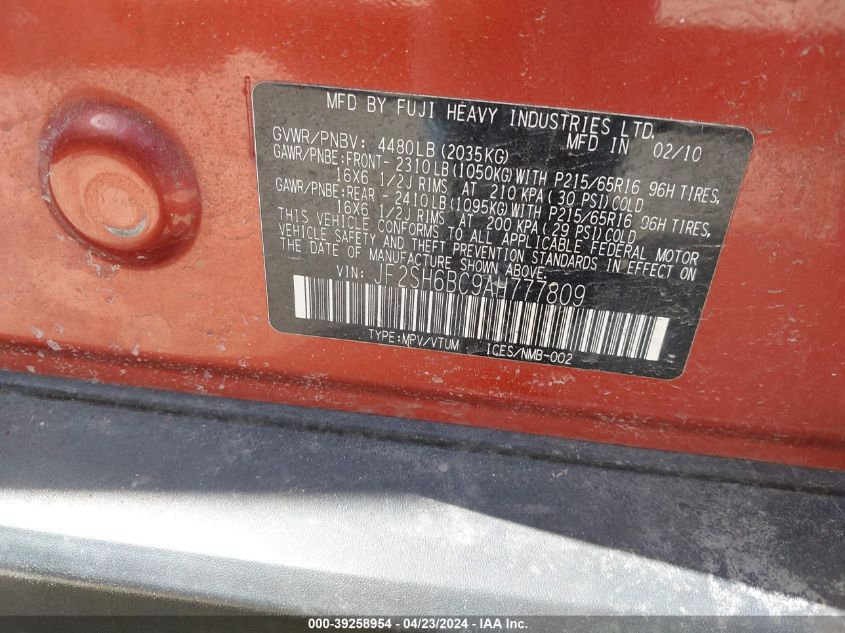 MFD BY FUJI HEAVY INDUSTRIES LTD.
MFD IN 02/10
GVWR/PNBV: 4480LB(2035KG)
GAWR/PNBE:FRONT- 2310LB(1050KG)WITH P215/65R16 96H TIRES,
16X6 1/2J RIMS AT 210 KPA(30 PSI)COLD
GAWR/PNBE:REAR - 2410LB(1095KG)WITH P215/65R16 96H TIRES,
16X6 1/2J RIMS AT 200 KPA(29 PSI)COLD
THIS VEHICLE CONFORMS TO ALL APPLICABLE FEDERAL MOTOR
VEHICLE SAFETY AND THEFT PREVENTION STANDARDS IN EFFECT ON
THE DATE OF MANUFACTURE SHOWN ABOVE.
VIN: JF2SH6BC9AH777809
TYPE:MPV/VTUM ICES/NMB-002
000-39258954 - 04/23/2024 - IAA Inc.